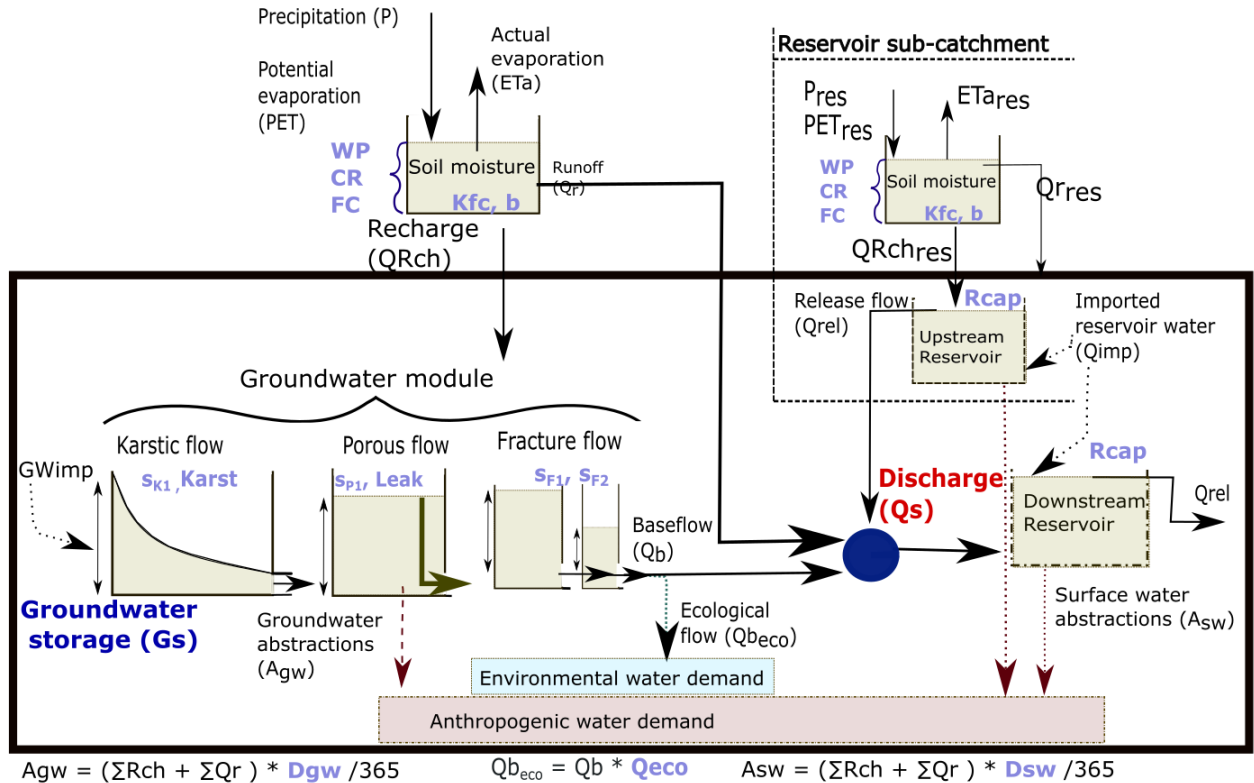 Precipitation (P)
Actual
evaporation
(ETa)
Potential
evaporation
(PET)
WP
CR
FC
Soil moisture
Kfc, b
Runoff
(Qr)
Recharge
(QRch)
Reservoir sub-catchment
Pres
PETres
ETares
WP
CR
FC
Soil moisture
Kfc, b
Qrres
QRchres
Release flow
(Qrel)
Rcap
Upstream
Reservoir
Imported
reservoir water
(Qimp)
Groundwater module
Karstic flow
Porous flow
Fracture flow
GWimp
sK1, Karst
sP1, Leak
sF1, sF2
Baseflow
(Qb)
Discharge
(Qs)
Rcap
Downstream
Reservoir
Qrel
Groundwater
storage (Gs)
Groundwater
abstractions
(Agw)
Ecological
flow (Qbeco)
Surface water
abstractions (Asw)
Environmental water demand
Anthropogenic water demand
Agw = (∑Rch + ∑Qr ) * Dgw /365
Qbeco = Qb * Qeco
Asw = (∑Rch + ∑Qr ) * Dsw /365